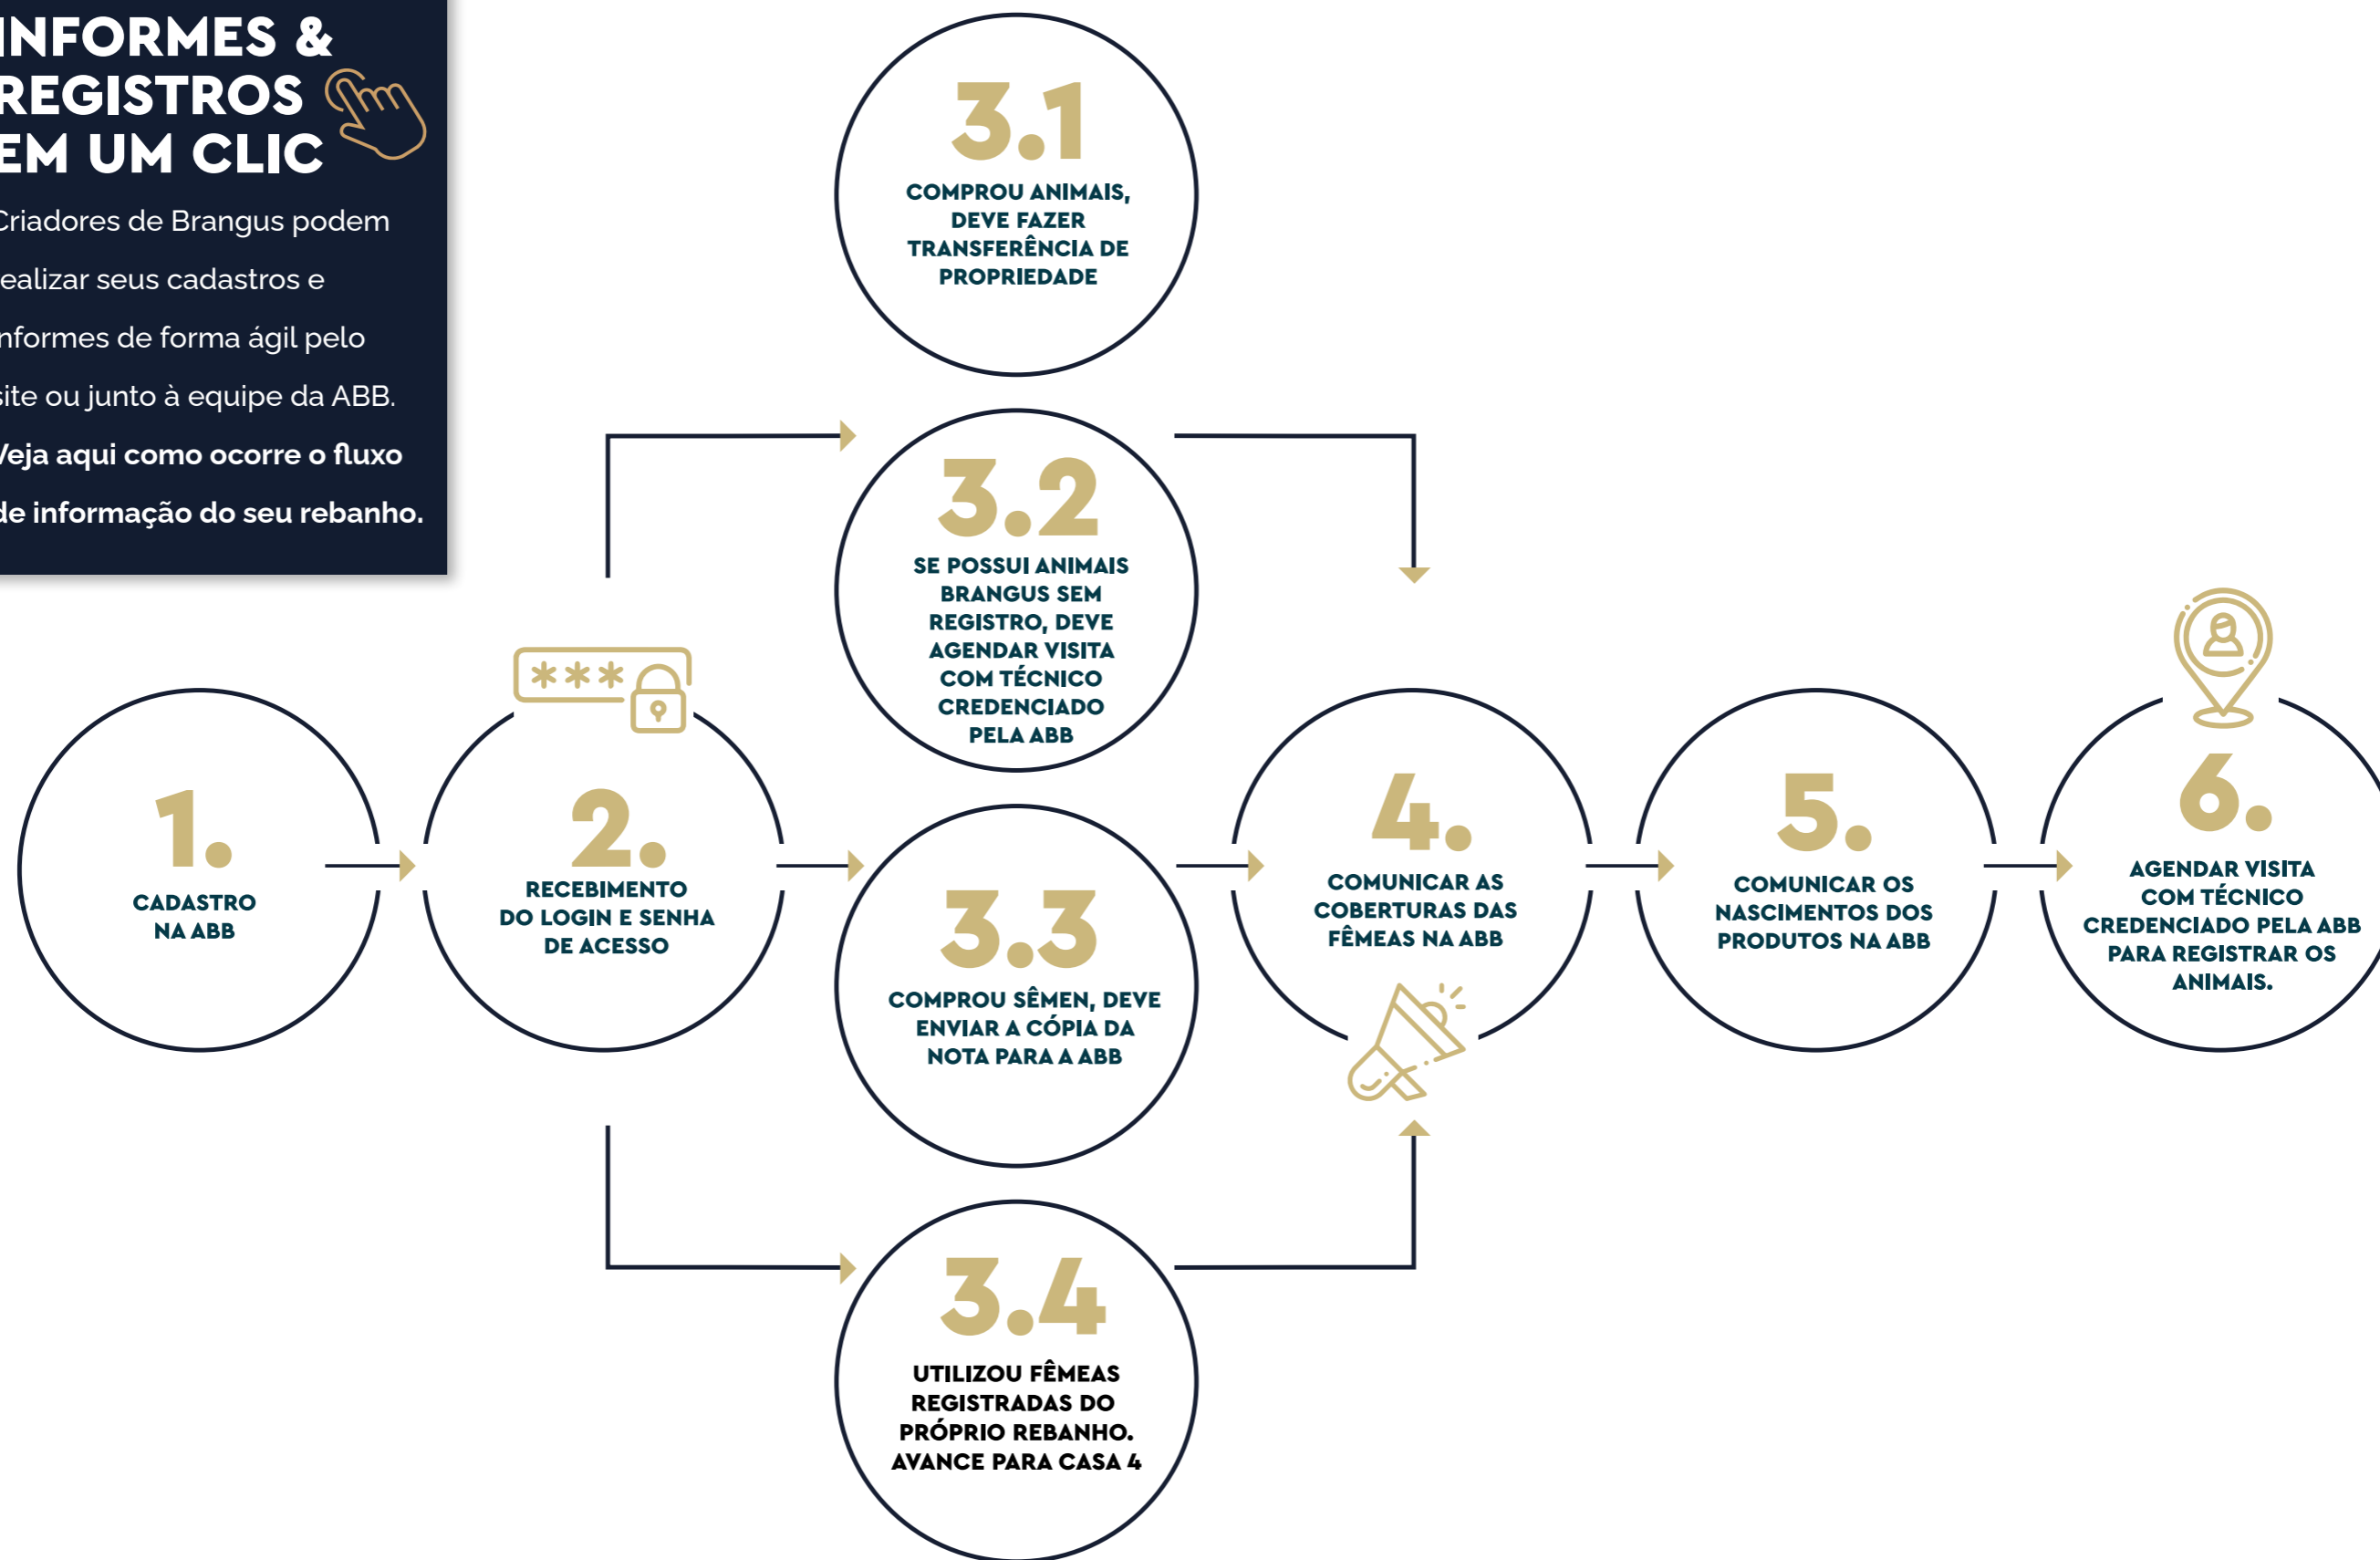 INFORMES &
REGISTROS
EM UM CLIC
Criadores de Brangus podem
realizar seus cadastros e
informes de forma ágil pelo
site ou junto à equipe da ABB.
Veja aqui como ocorre o fluxo
de informação do seu rebanho.
1.
CADASTRO
NA ABB
***
2.
RECEBIMENTO
DO LOGIN E SENHA
DE ACESSO
3.1
COMPROU ANIMAIS,
DEVE FAZER
TRANSFERÊNCIA DE
PROPRIEDADE
3.2
SE POSSUI ANIMAIS
BRANGUS SEM
REGISTRO, DEVE
AGENDAR VISITA
COM TÉCNICO
CREDENCIADO
PELA ABB
3.3
COMPROU SÊMEN, DEVE
ENVIAR A CÓPIA DA
NOTA PARA A ABB
3.4
UTILIZOU FÊMEAS
REGISTRADAS DO
PRÓPRIO REBANHO.
AVANCE PARA CASA 4
4.
COMUNICAR AS
COBERTURAS DAS
FÊMEAS NA ABB
5.
COMUNICAR OS
NASCIMENTOS DOS
PRODUTOS NA ABB
6.
AGENDAR VISITA
COM TÉCNICO
CREDENCIADO PELA ABB
PARA REGISTRAR OS
ANIMAIS.